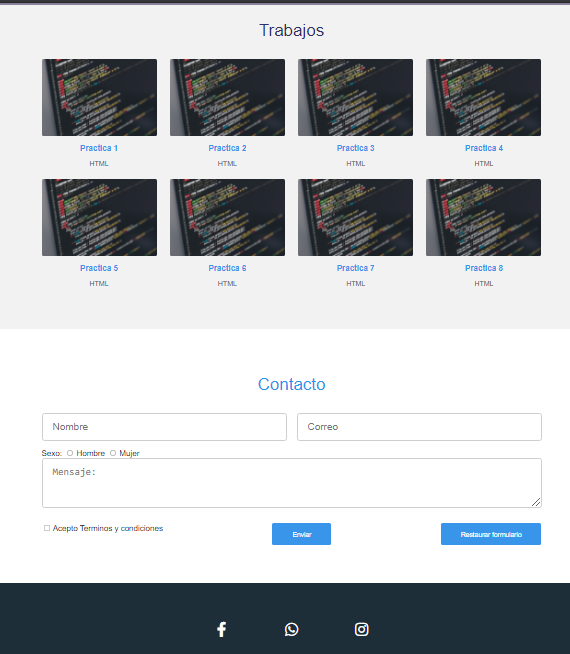 Trabajos
Practica 1 Practica 2 Practica 3 Practica 4
HTML HTML HTML HTML
Practica 5 Practica 6 Practica 7 Practica 8
HTML HTML HTML HTML
Contacto
Nombre Correo
Sexo: Hombre Mujer
Mensaje:
Acepto Terminos y condiciones Enviar Restaurar formulario